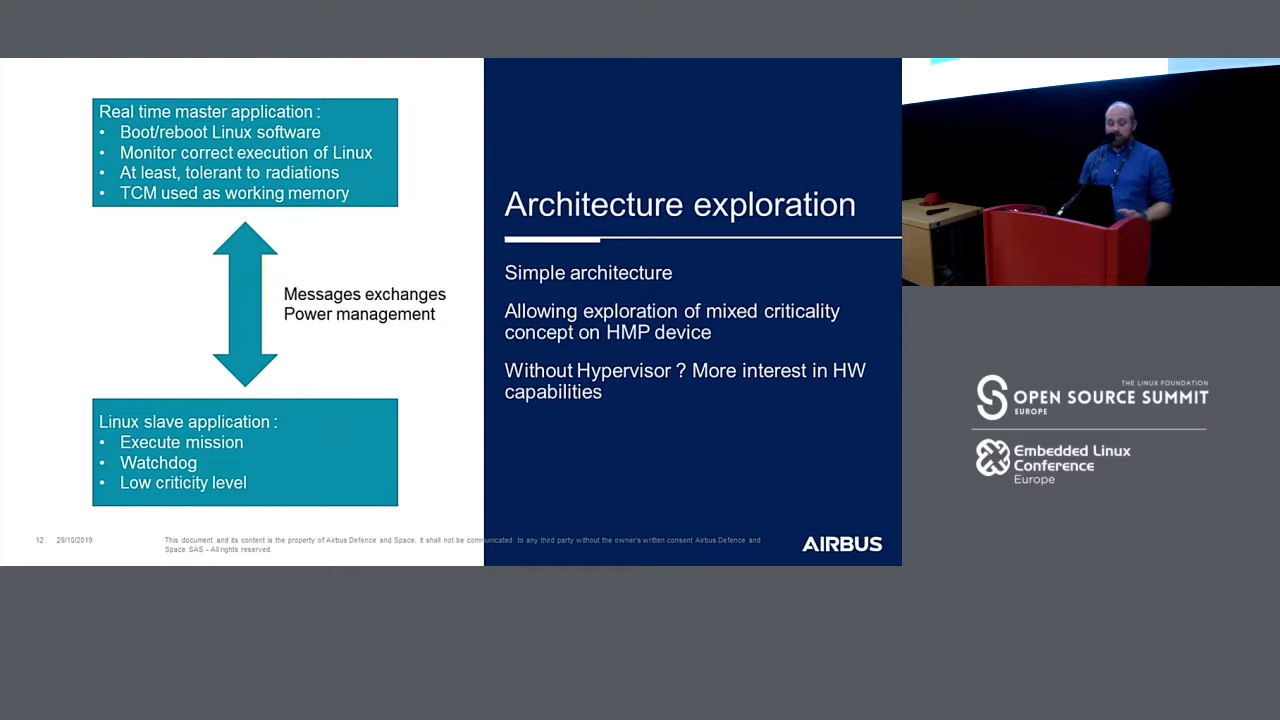 Real time master application :
• Boot/reboot Linux software
• Monitor correct execution of Linux
• At least, tolerant to radiations
• TCM used as working memory
Messages exchanges
Power management
Linux slave application :
• Execute mission
• Watchdog
• Low criticity level
Architecture exploration
Simple architecture
Allowing exploration of mixed criticality
concept on HMP device
Without Hypervisor ? More interest in HW
capabilities
12 29/10/2019
This document and its content is the property of Airbus Defence and Space. It shall not be communicated to any third party without the owner's written consent Airbus Defence and
Space SAS - All rights reserved.
AIRBUS
THE LINUX FOUNDATION
OPEN SOURCE SUMMIT
EUROPE
Embedded Linux
Conference
Europe